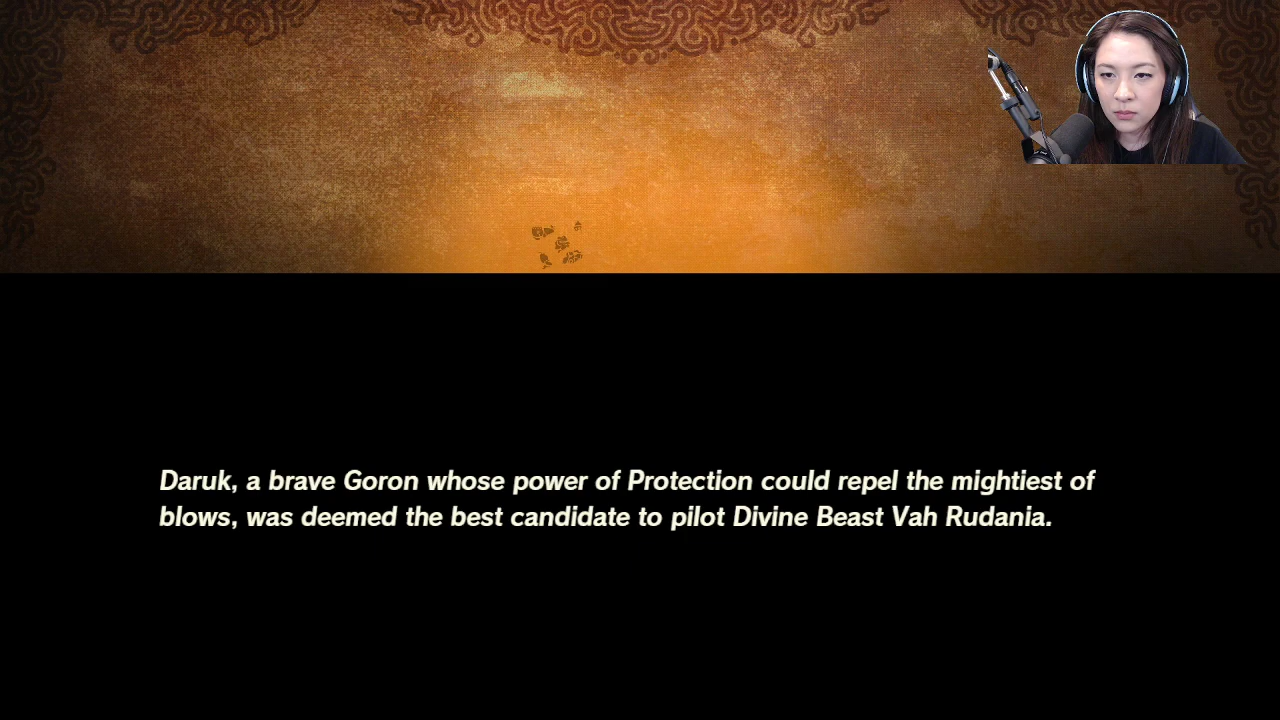 Daruk, a brave Goron whose power of Protection could repel the mightiest of
blows, was deemed the best candidate to pilot Divine Beast Vah Rudania.